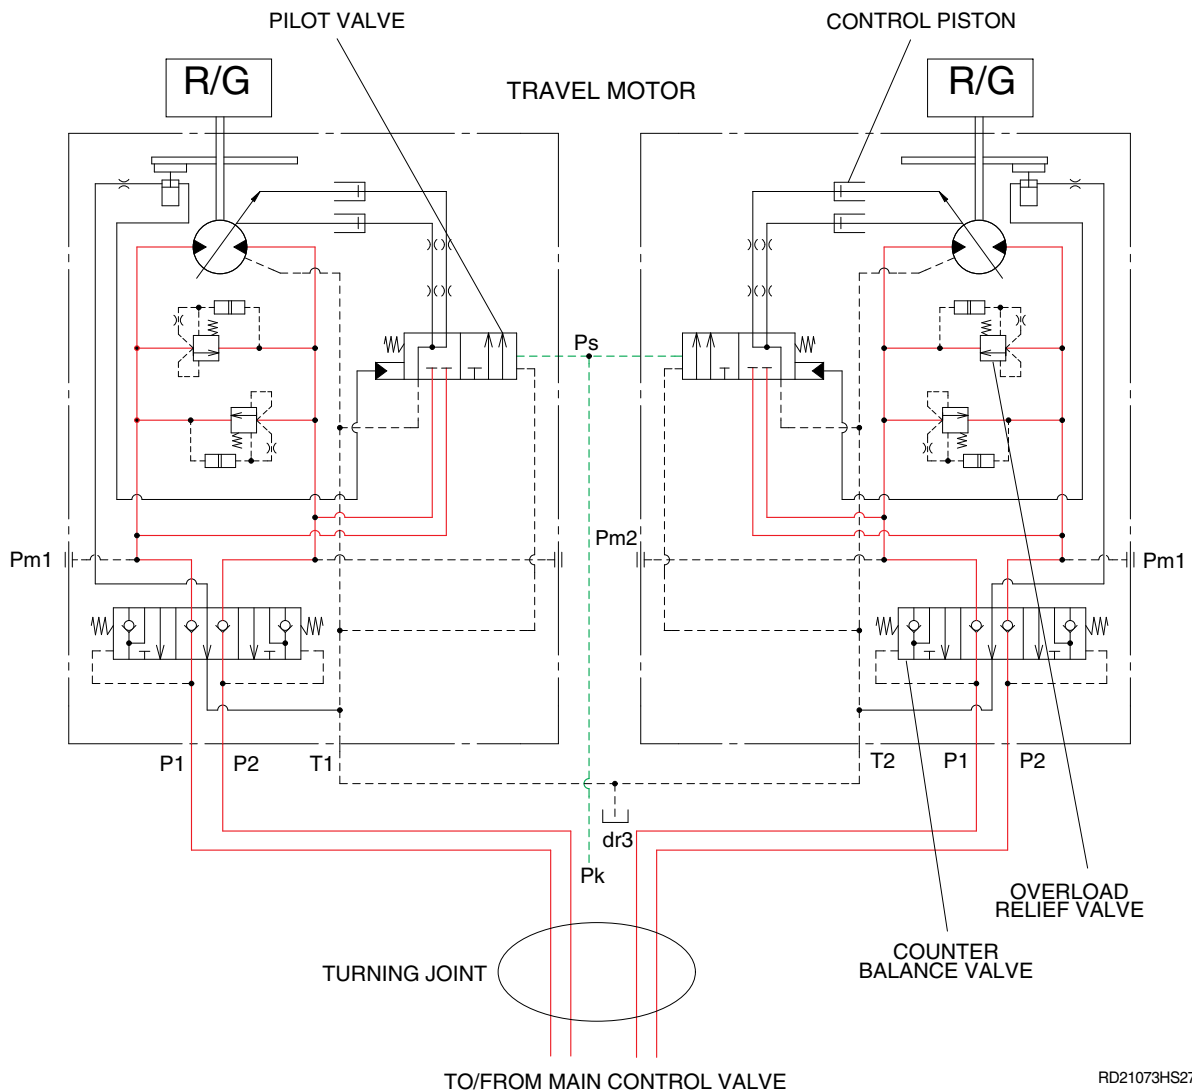 PILOT VALVE
CONTROL PISTON
R/G
TRAVEL MOTOR
R/G
Ps
Pm1
Pm2
Pm1
P1
P2
T1
T2
P1
P2
dr3
Pk
OVERLOAD
RELIEF VALVE
COUNTER
BALANCE VALVE
TURNING JOINT
TO/FROM MAIN CONTROL VALVE
RD21073HS27